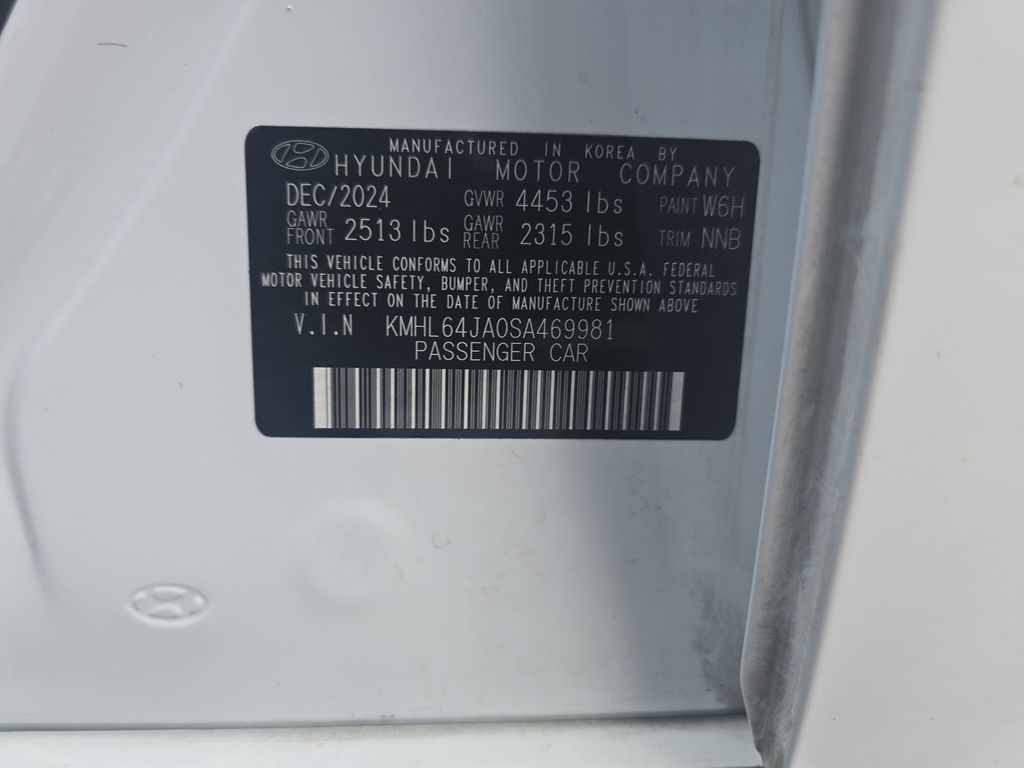 MANUFACTURED IN KOREA BY
HYUNDAI MOTOR COMPANY
DEC/2024 GVWR 4453 lbs PAINT W6H
GAWR FRONT 2513 lbs GAWR REAR 2315 lbs TRIM NNB
THIS VEHICLE CONFORMS TO ALL APPLICABLE U.S.A. FEDERAL
MOTOR VEHICLE SAFETY, BUMPER, AND THEFT PREVENTION STANDARDS
IN EFFECT ON THE DATE OF MANUFACTURE SHOWN ABOVE
V.I.N KMHL64JA0SA469981
PASSENGER CAR